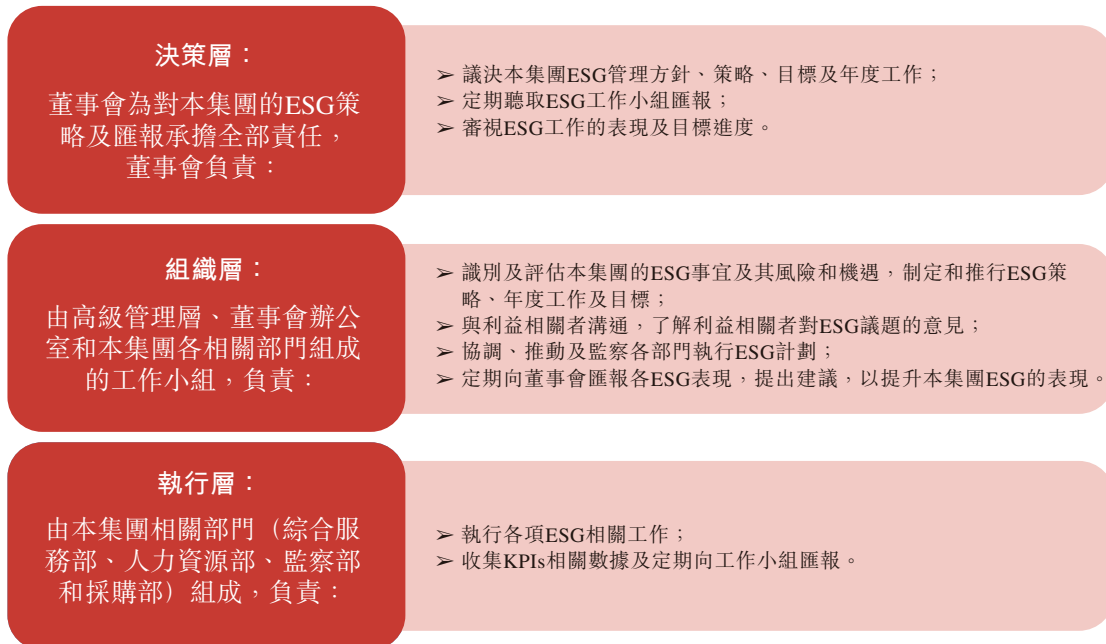 決策層：
董事會為對本集團的ESG策
略及匯報承擔全部責任，
董事會負責：
➢ 議決本集團ESG管理方針、策略、目標及年度工作；
➢ 定期聽取ESG工作小組匯報；
➢ 審視ESG工作的表現及目標進度。
組織層：
由高級管理層、董事會辦公
室和本集團各相關部門組成
的工作小組，負責：
➢ 識別及評估本集團的ESG事宜及其風險和機遇，制定和推行ESG策
略、年度工作及目標；
➢ 與利益相關者溝通，了解利益相關者對ESG議題的意見；
➢ 協調、推動及監察各部門執行ESG計劃；
➢ 定期向董事會匯報各ESG表現，提出建議，以提升本集團ESG的表現。
執行層：
由本集團相關部門（綜合服
務部、人力資源部、監察部
和採購部）組成，負責：
➢ 執行各項ESG相關工作；
➢ 收集KPIs相關數據及定期向工作小組匯報。